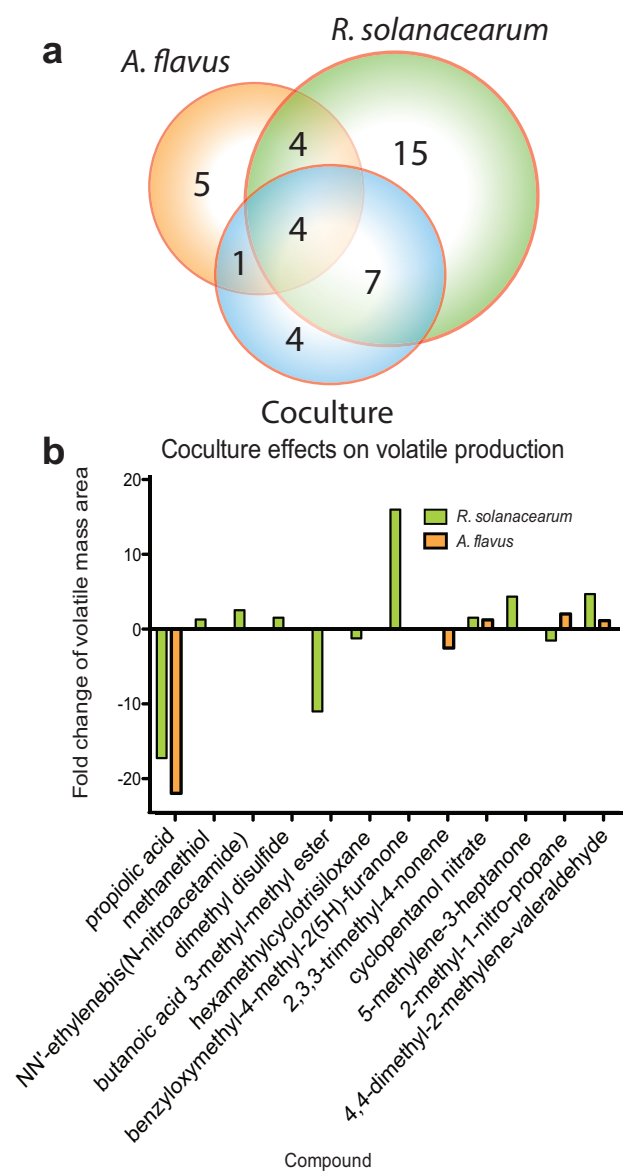 a
A. flavus
R. solanacearum
4
15
5
4
1
7
4
Coculture
b
Coculture effects on volatile production
Fold change of volatile mass area
20
10
0
-10
-20
R. solanacearum
A. flavus
propiolic acid
methanethiol
NN'-ethylenebis(N-nitroacetamide)
dimethyl disulfide
butanoic acid 3-methyl-methyl ester
hexamethylcyclotrisiloxane
benzyloxymethyl-4-methyl-2(5H)-furanone
2,3,3-trimethyl-4-nonene
cyclopentanol nitrate
5-methylene-3-heptanone
2-methyl-1-nitro-propane
4,4-dimethyl-2-methylene-valeraldehyde
Compound